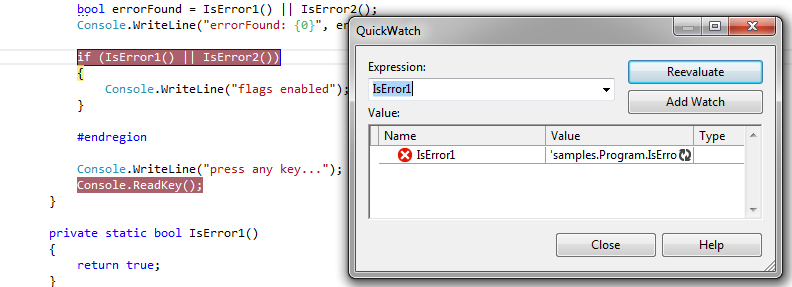 bool errorFound = IsError1() || IsError2();
Console.WriteLine("errorFound: {0}", er
if (IsError1() || IsError2())
{
Console.WriteLine("flags enabled");
}
#endregion
Console.WriteLine("press any key...");
Console.ReadKey();
}
private static bool IsError1()
{
return true;
}
QuickWatch
Expression:
Reevaluate
IsError1
Add Watch
Value:
Name Value Type
IsError1 'samples.Program.IsErro
Close Help